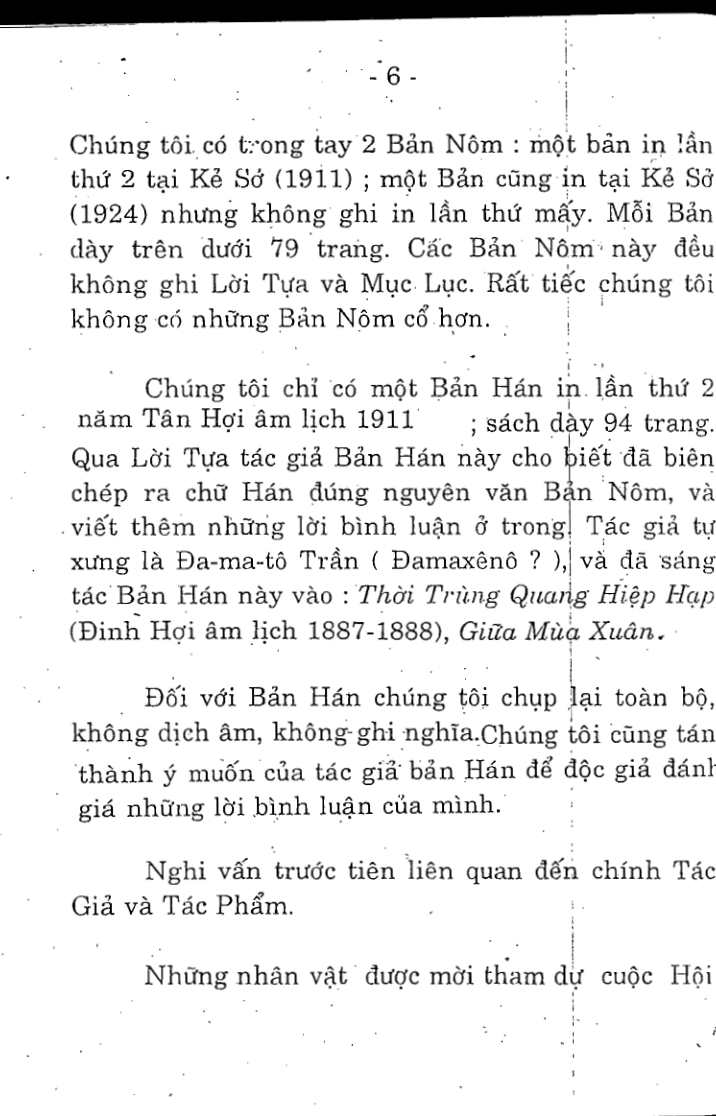 - 6 -
Chúng tôi có trong tay 2 Bản Nôm : một bản in lần
thứ 2 tại Kẻ Sở (1911) ; một Bản cũng in tại Kẻ Sở
(1924) nhưng không ghi in lần thứ mấy. Mỗi Bản
dày trên dưới 79 trang. Các Bản Nôm này đều
không ghi Lời Tựa và Mục Lục. Rất tiếc chúng tôi
không có những Bản Nôm cổ hơn.
Chúng tôi chỉ có một Bản Hán in lần thứ 2
năm Tân Hợi âm lịch 1911 ; sách dày 94 trang.
Qua Lời Tựa tác giả Bản Hán này cho biết đã biên
chép ra chữ Hán đúng nguyên văn Bản Nôm, và
viết thêm những lời bình luận ở trong. Tác giả tự
xưng là Đa-ma-tô Trần ( Đamaxênô ? ), và đã sáng
tác Bản Hán này vào : Thời Trùng Quang Hiệp Hạp
(Đinh Hợi âm lịch 1887-1888), Giữa Mùa Xuân.
Đối với Bản Hán chúng tôi chụp lại toàn bộ,
không dịch âm, không ghi nghĩa. Chúng tôi cũng tán
thành ý muốn của tác giả bản Hán để độc giả đánh
giá những lời bình luận của mình.
Nghi vấn trước tiên liên quan đến chính Tác
Giả và Tác Phẩm.
Những nhân vật được mời tham dự cuộc Hội